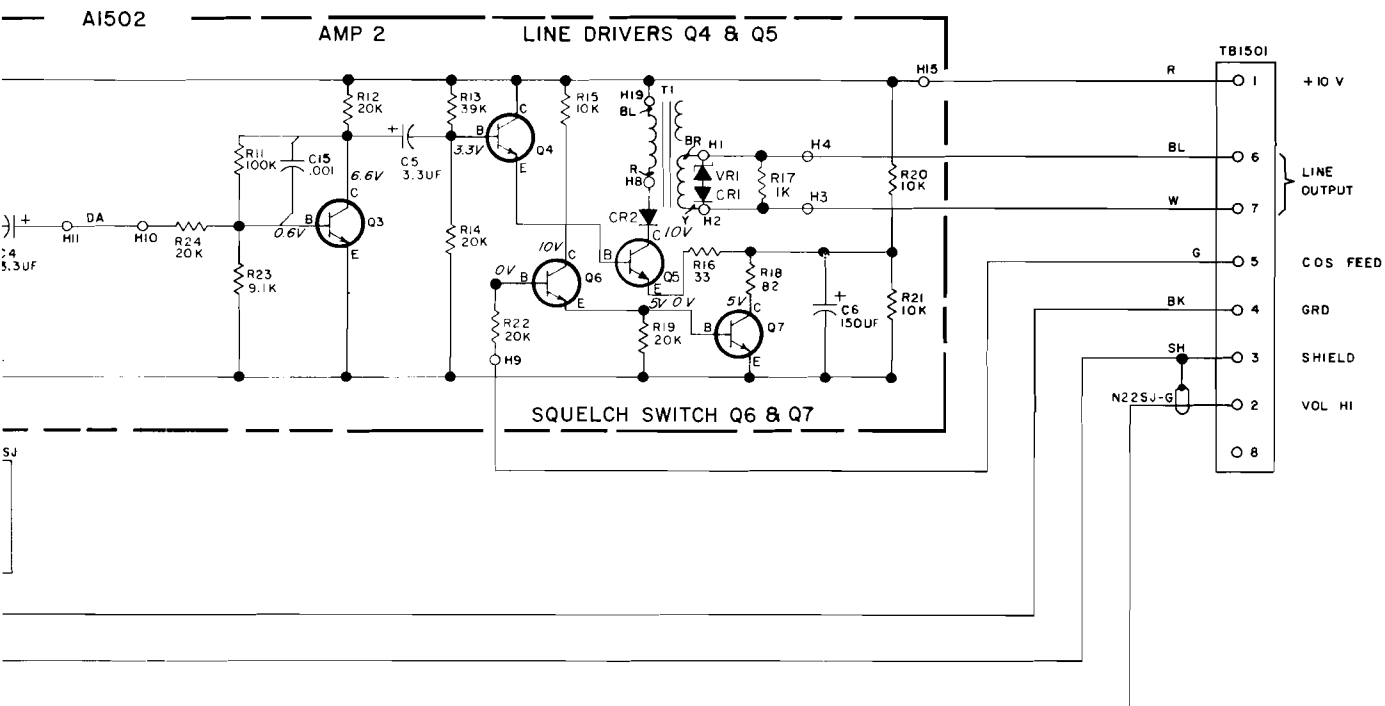 A1502
AMP 2
LINE DRIVERS Q4 & Q5
TB1501
R12
20K
R13
39K
R15
10K
H19
BL
T1
H15
R
1
+10 V
R11
100K
C15
.001
+
C5
3.3UF
B
3.3V
C
Q4
E
BR
H1
H4
BL
6
LINE
OUTPUT
VR1
CR1
R17
1K
R20
10K
R
H8
6.6V
C
Y
H2
H3
W
7
+
C4
3.3UF
H11
DA
H10
R24
20K
0.6V
B
Q3
E
R14
20K
CR2
C
10V
10V
C
B
Q5
E
R16
33
G
5
COS FEED
R23
9.1K
0V
B
Q6
E
5V
0V
R18
82
5V
C
+
C6
150UF
R21
10K
BK
4
GRD
R22
20K
H9
R19
20K
B
Q7
E
SH
3
SHIELD
N22SJ-G
2
VOL HI
SQUELCH SWITCH Q6 & Q7
8
SJ